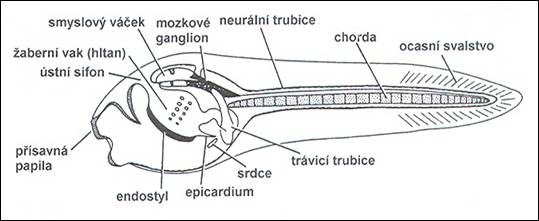 smyslový váček
mozkové
ganglion
neurální trubice
chorda
ocasní svalstvo
žaberní vak (hltan)
ústní sifon
přísavná
papila
endostyl
epicardium
srdce
trávicí trubice